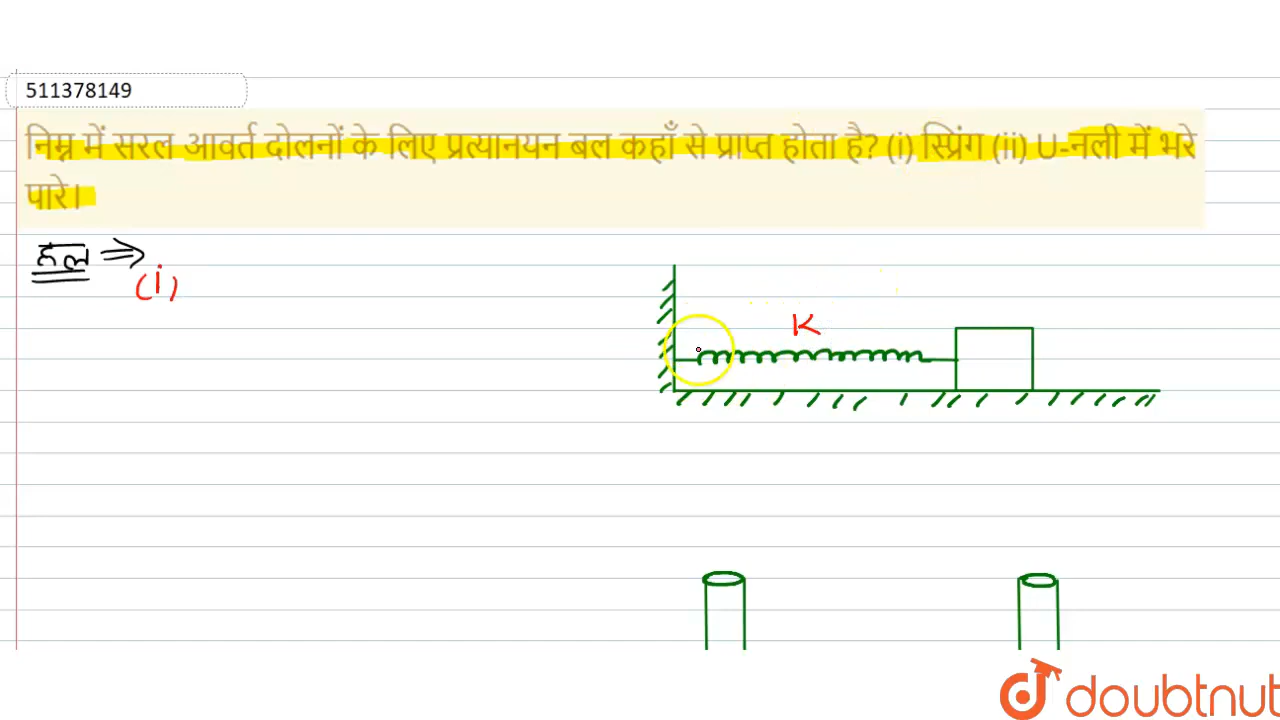 511378149
निम्न में सरल आवर्त दोलनों के लिए प्रत्यानयन बल कहाँ से प्राप्त होता है? (i) स्प्रिंग (ii) U-नली में भरे
पारे।
हल ⇒
(i)
K
doubtnut